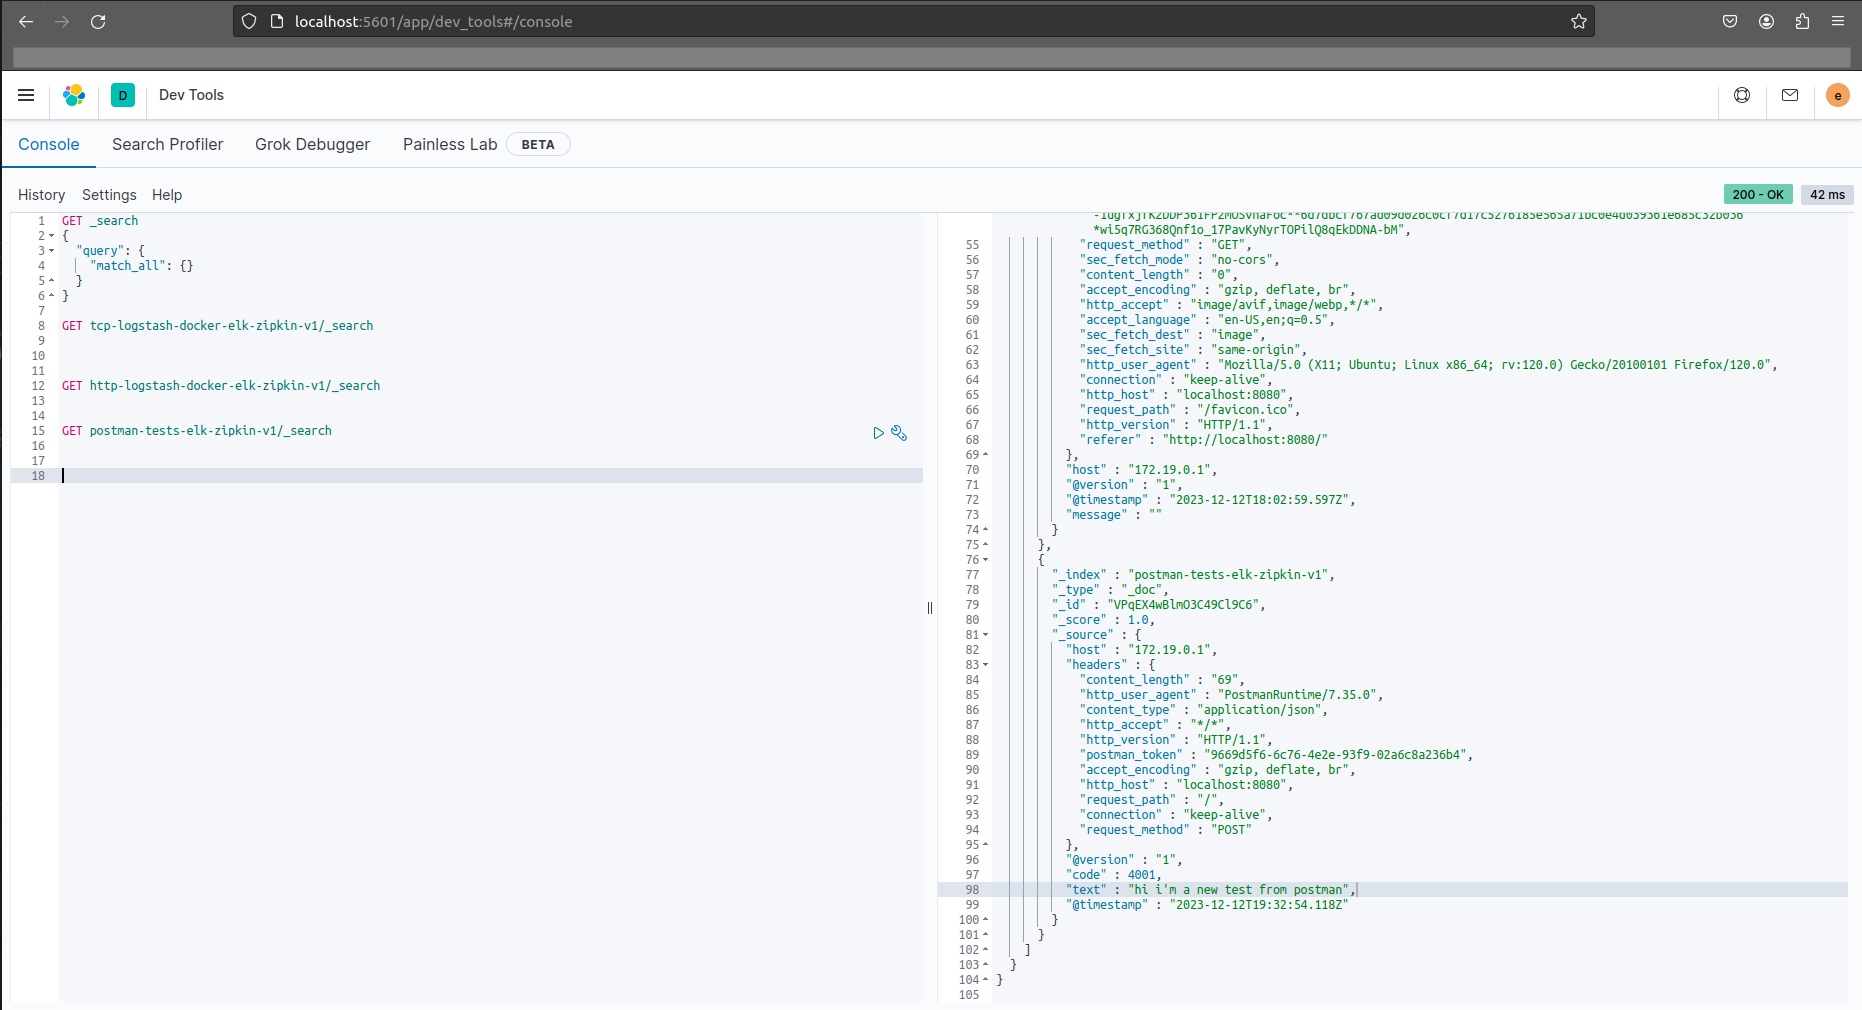 localhost:5601/app/dev_tools#/console
D
Dev Tools
e
Console Search Profiler Grok Debugger Painless Lab BETA
History Settings Help
200 - OK 42 ms
1 GET _search
2 {
3 "query": {
4 "match_all": {}
5 }
6 }
7
8 GET tcp-logstash-docker-elk-zipkin-v1/_search
9
10
11
12 GET http-logstash-docker-elk-zipkin-v1/_search
13
14
15 GET postman-tests-elk-zipkin-v1/_search
16
17
18
*wi5q7RG368Qnf1o_17PavKyNyrTOPilQ8qEkDDNA-bM",
55 "request_method" : "GET",
56 "sec_fetch_mode" : "no-cors",
57 "content_length" : "0",
58 "accept_encoding" : "gzip, deflate, br",
59 "http_accept" : "image/avif,image/webp,*/*",
60 "accept_language" : "en-US,en;q=0.5",
61 "sec_fetch_dest" : "image",
62 "sec_fetch_site" : "same-origin",
63 "http_user_agent" : "Mozilla/5.0 (X11; Ubuntu; Linux x86_64; rv:120.0) Gecko/20100101 Firefox/120.0",
64 "connection" : "keep-alive",
65 "http_host" : "localhost:8080",
66 "request_path" : "/favicon.ico",
67 "http_version" : "HTTP/1.1",
68 "referer" : "http://localhost:8080/"
69 },
70 "host" : "172.19.0.1",
71 "@version" : "1",
72 "@timestamp" : "2023-12-12T18:02:59.597Z",
73 "message" : ""
74 }
75 },
76 {
77 "_index" : "postman-tests-elk-zipkin-v1",
78 "_type" : "_doc",
79 "_id" : "VPqEX4wBlmO3C49Cl9C6",
80 "_score" : 1.0,
81 "_source" : {
82 "host" : "172.19.0.1",
83 "headers" : {
84 "content_length" : "69",
85 "http_user_agent" : "PostmanRuntime/7.35.0",
86 "content_type" : "application/json",
87 "http_accept" : "*/*",
88 "http_version" : "HTTP/1.1",
89 "postman_token" : "9669d5f6-6c76-4e2e-93f9-02a6c8a236b4",
90 "accept_encoding" : "gzip, deflate, br",
91 "http_host" : "localhost:8080",
92 "request_path" : "/",
93 "connection" : "keep-alive",
94 "request_method" : "POST"
95 },
96 "@version" : "1",
97 "code" : 4001,
98 "text" : "hi i'm a new test from postman",
99 "@timestamp" : "2023-12-12T19:32:54.118Z"
100 }
101 }
102 ]
103 }
104 }
105